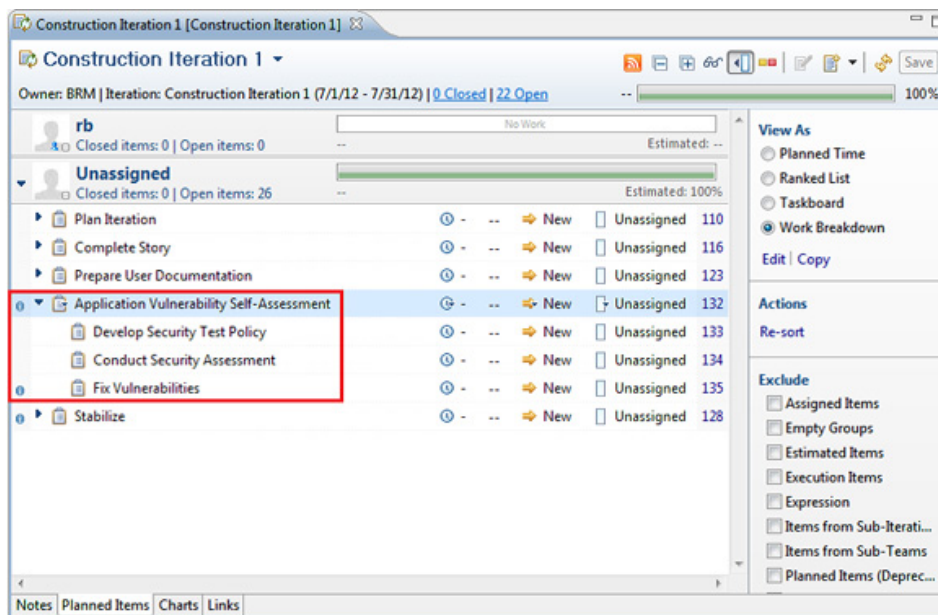 Construction Iteration 1 [Construction Iteration 1]
Construction Iteration 1
Save
Owner: BRM | Iteration: Construction Iteration 1 (7/1/12 - 7/31/12) | 0 Closed | 22 Open -- 100%
rb No Work
Closed items: 0 | Open items: 0 -- Estimated: --
Unassigned
Closed items: 0 | Open items: 26 -- Estimated: 100%
Plan Iteration - -- New Unassigned 110
Complete Story - -- New Unassigned 116
Prepare User Documentation - -- New Unassigned 123
Application Vulnerability Self-Assessment - -- New Unassigned 132
Develop Security Test Policy - -- New Unassigned 133
Conduct Security Assessment - -- New Unassigned 134
Fix Vulnerabilities - -- New Unassigned 135
Stabilize - -- New Unassigned 128
View As
Planned Time
Ranked List
Taskboard
Work Breakdown
Edit | Copy
Actions
Re-sort
Exclude
Assigned Items
Empty Groups
Estimated Items
Execution Items
Expression
Items from Sub-Iterati...
Items from Sub-Teams
Planned Items (Deprec...
Notes Planned Items Charts Links